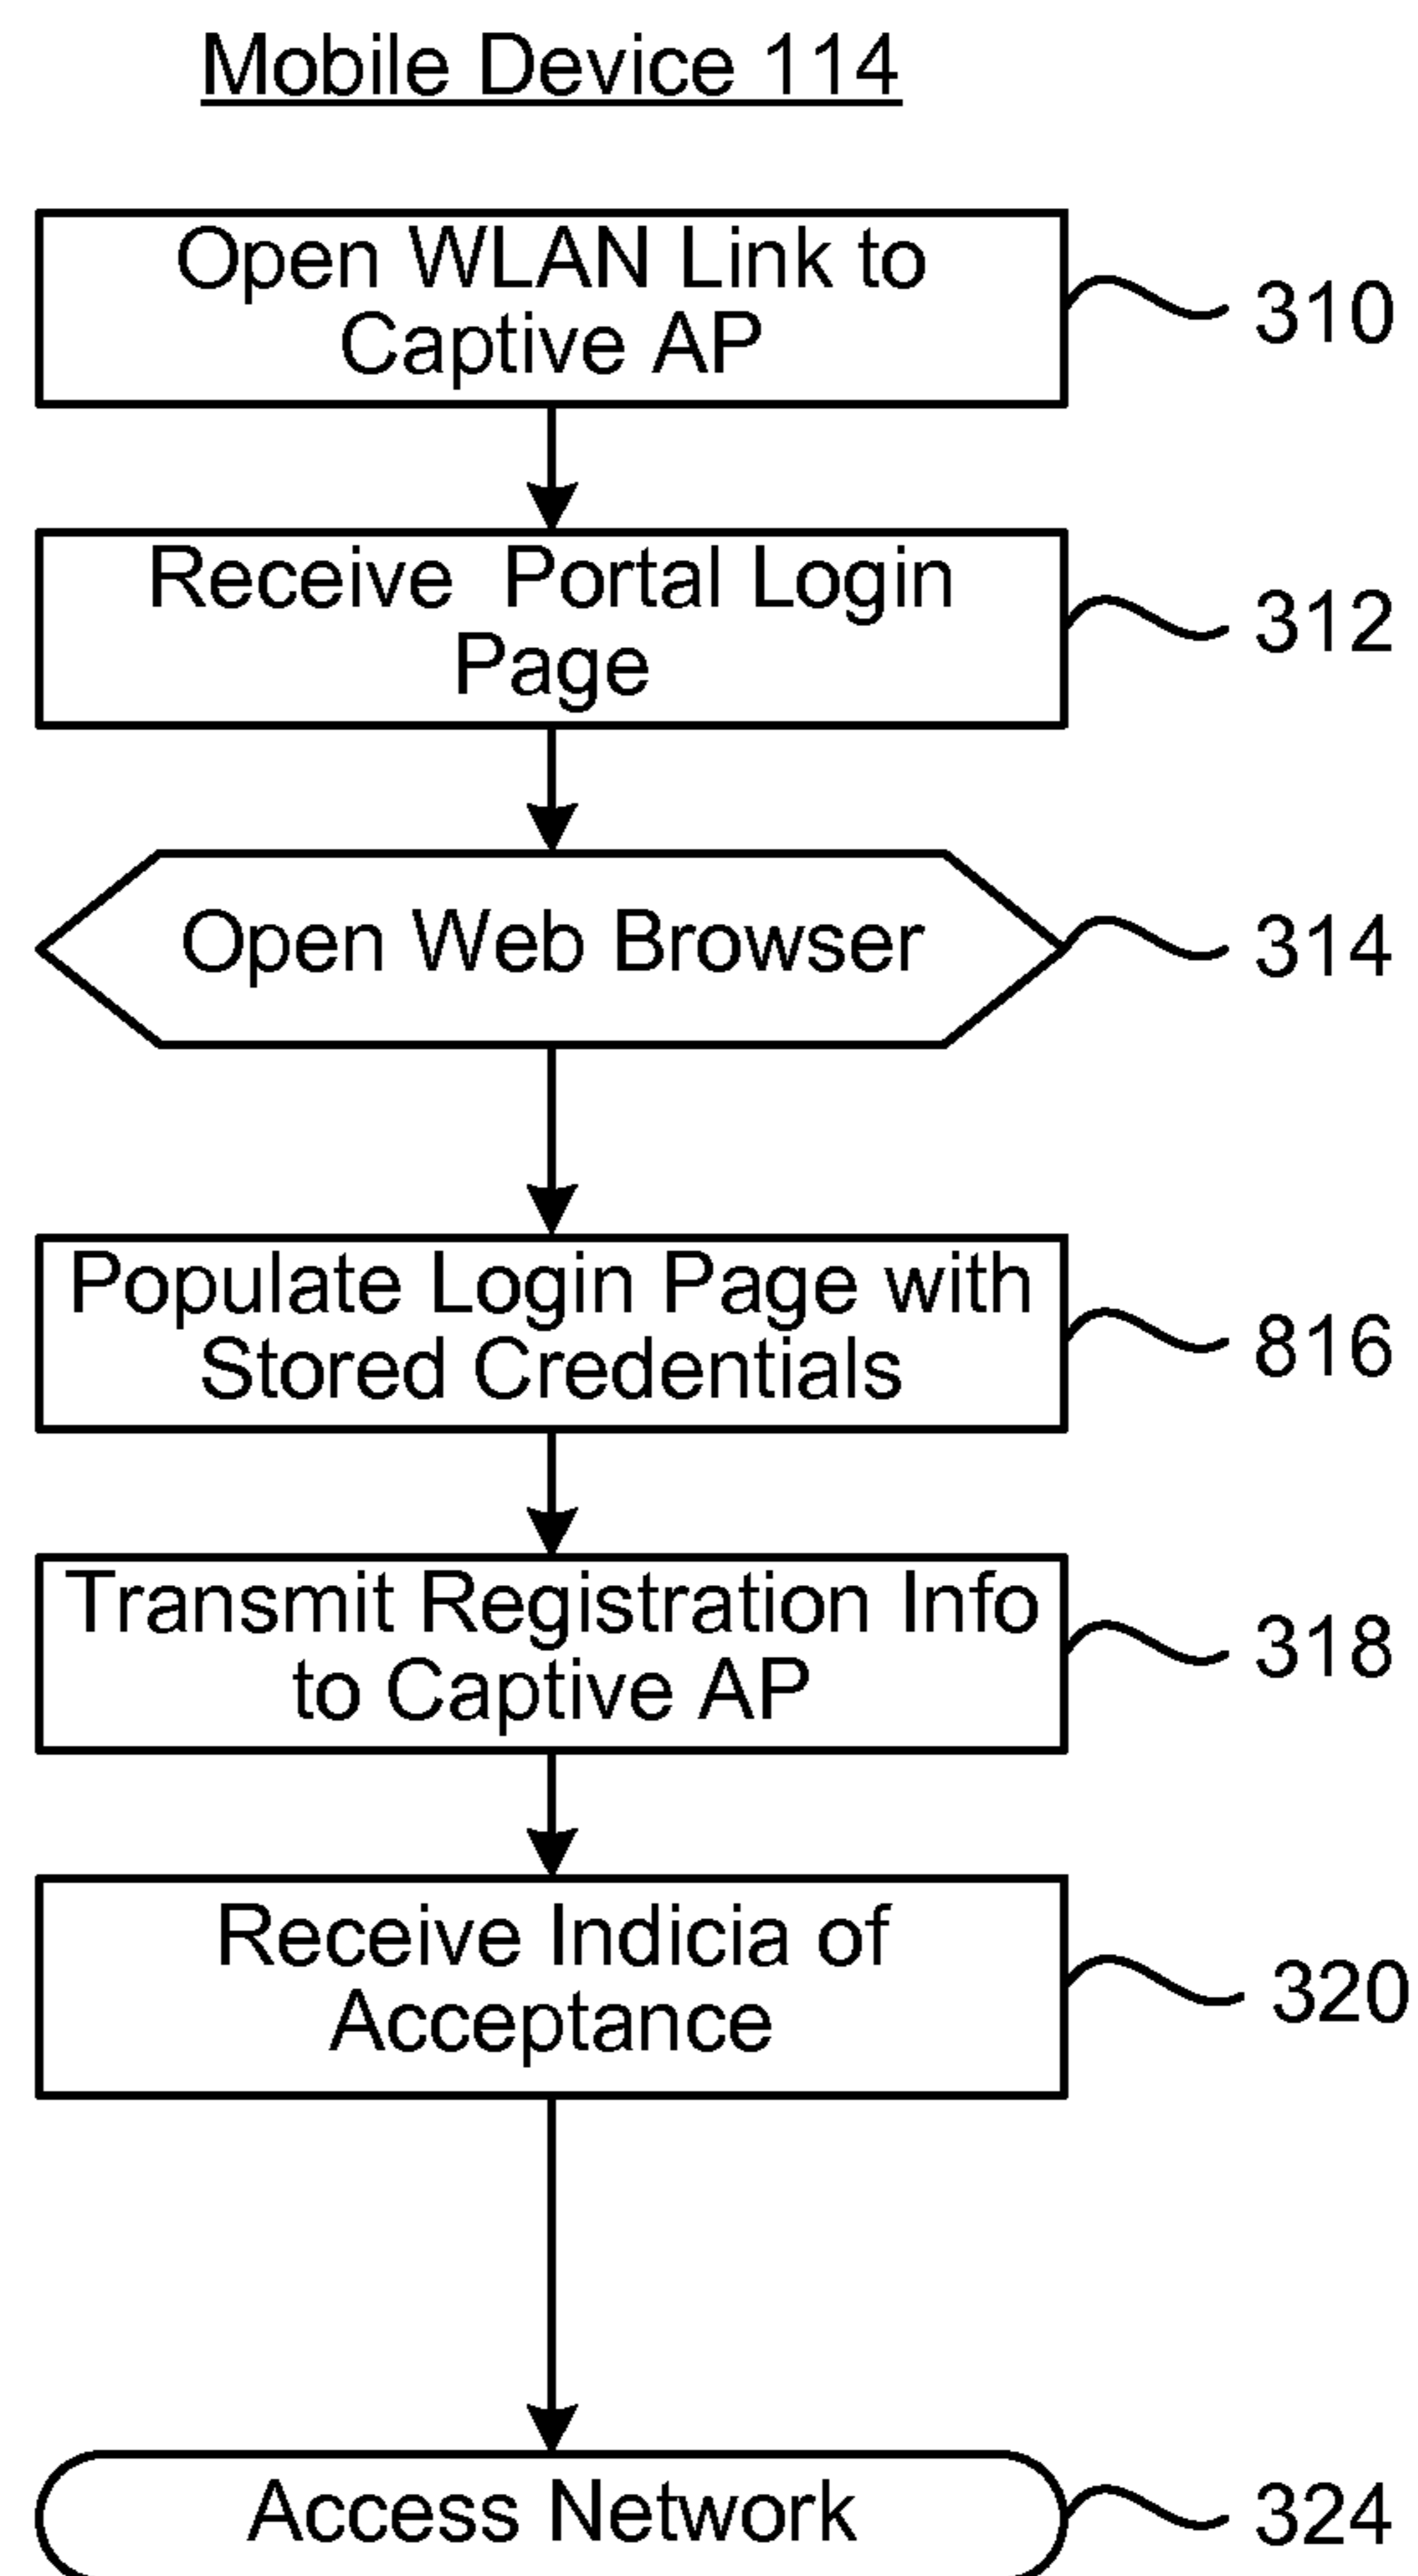 Mobile Device 114
Open WLAN Link to
Captive AP
310
Receive Portal Login
Page
312
Open Web Browser
314
Populate Login Page with
Stored Credentials
816
Transmit Registration Info
to Captive AP
318
Receive Indicia of
Acceptance
320
Access Network
324